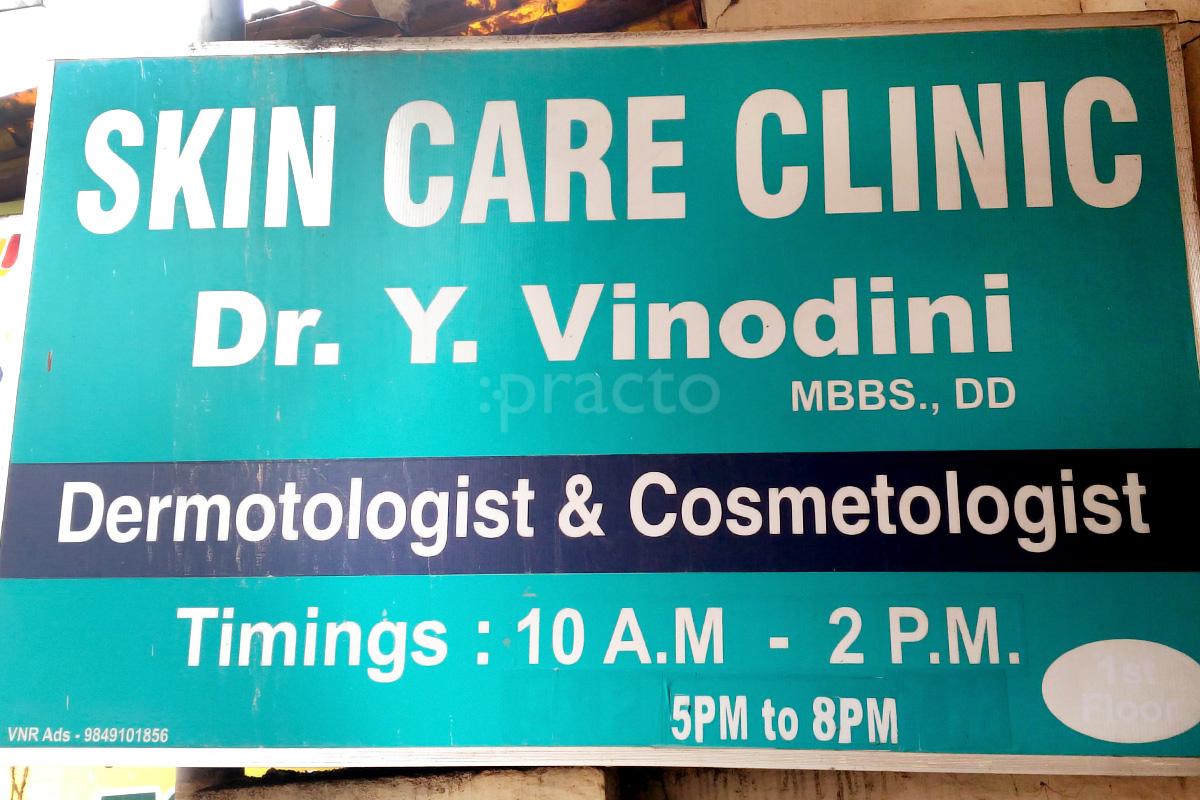 SKIN CARE CLINIC
Dr. Y. Vinodini
:practo
MBBS., DD
Dermotologist & Cosmetologist
Timings : 10 A.M - 2 P.M.
5PM to 8PM
1st
Floor
VNR Ads - 9849101856